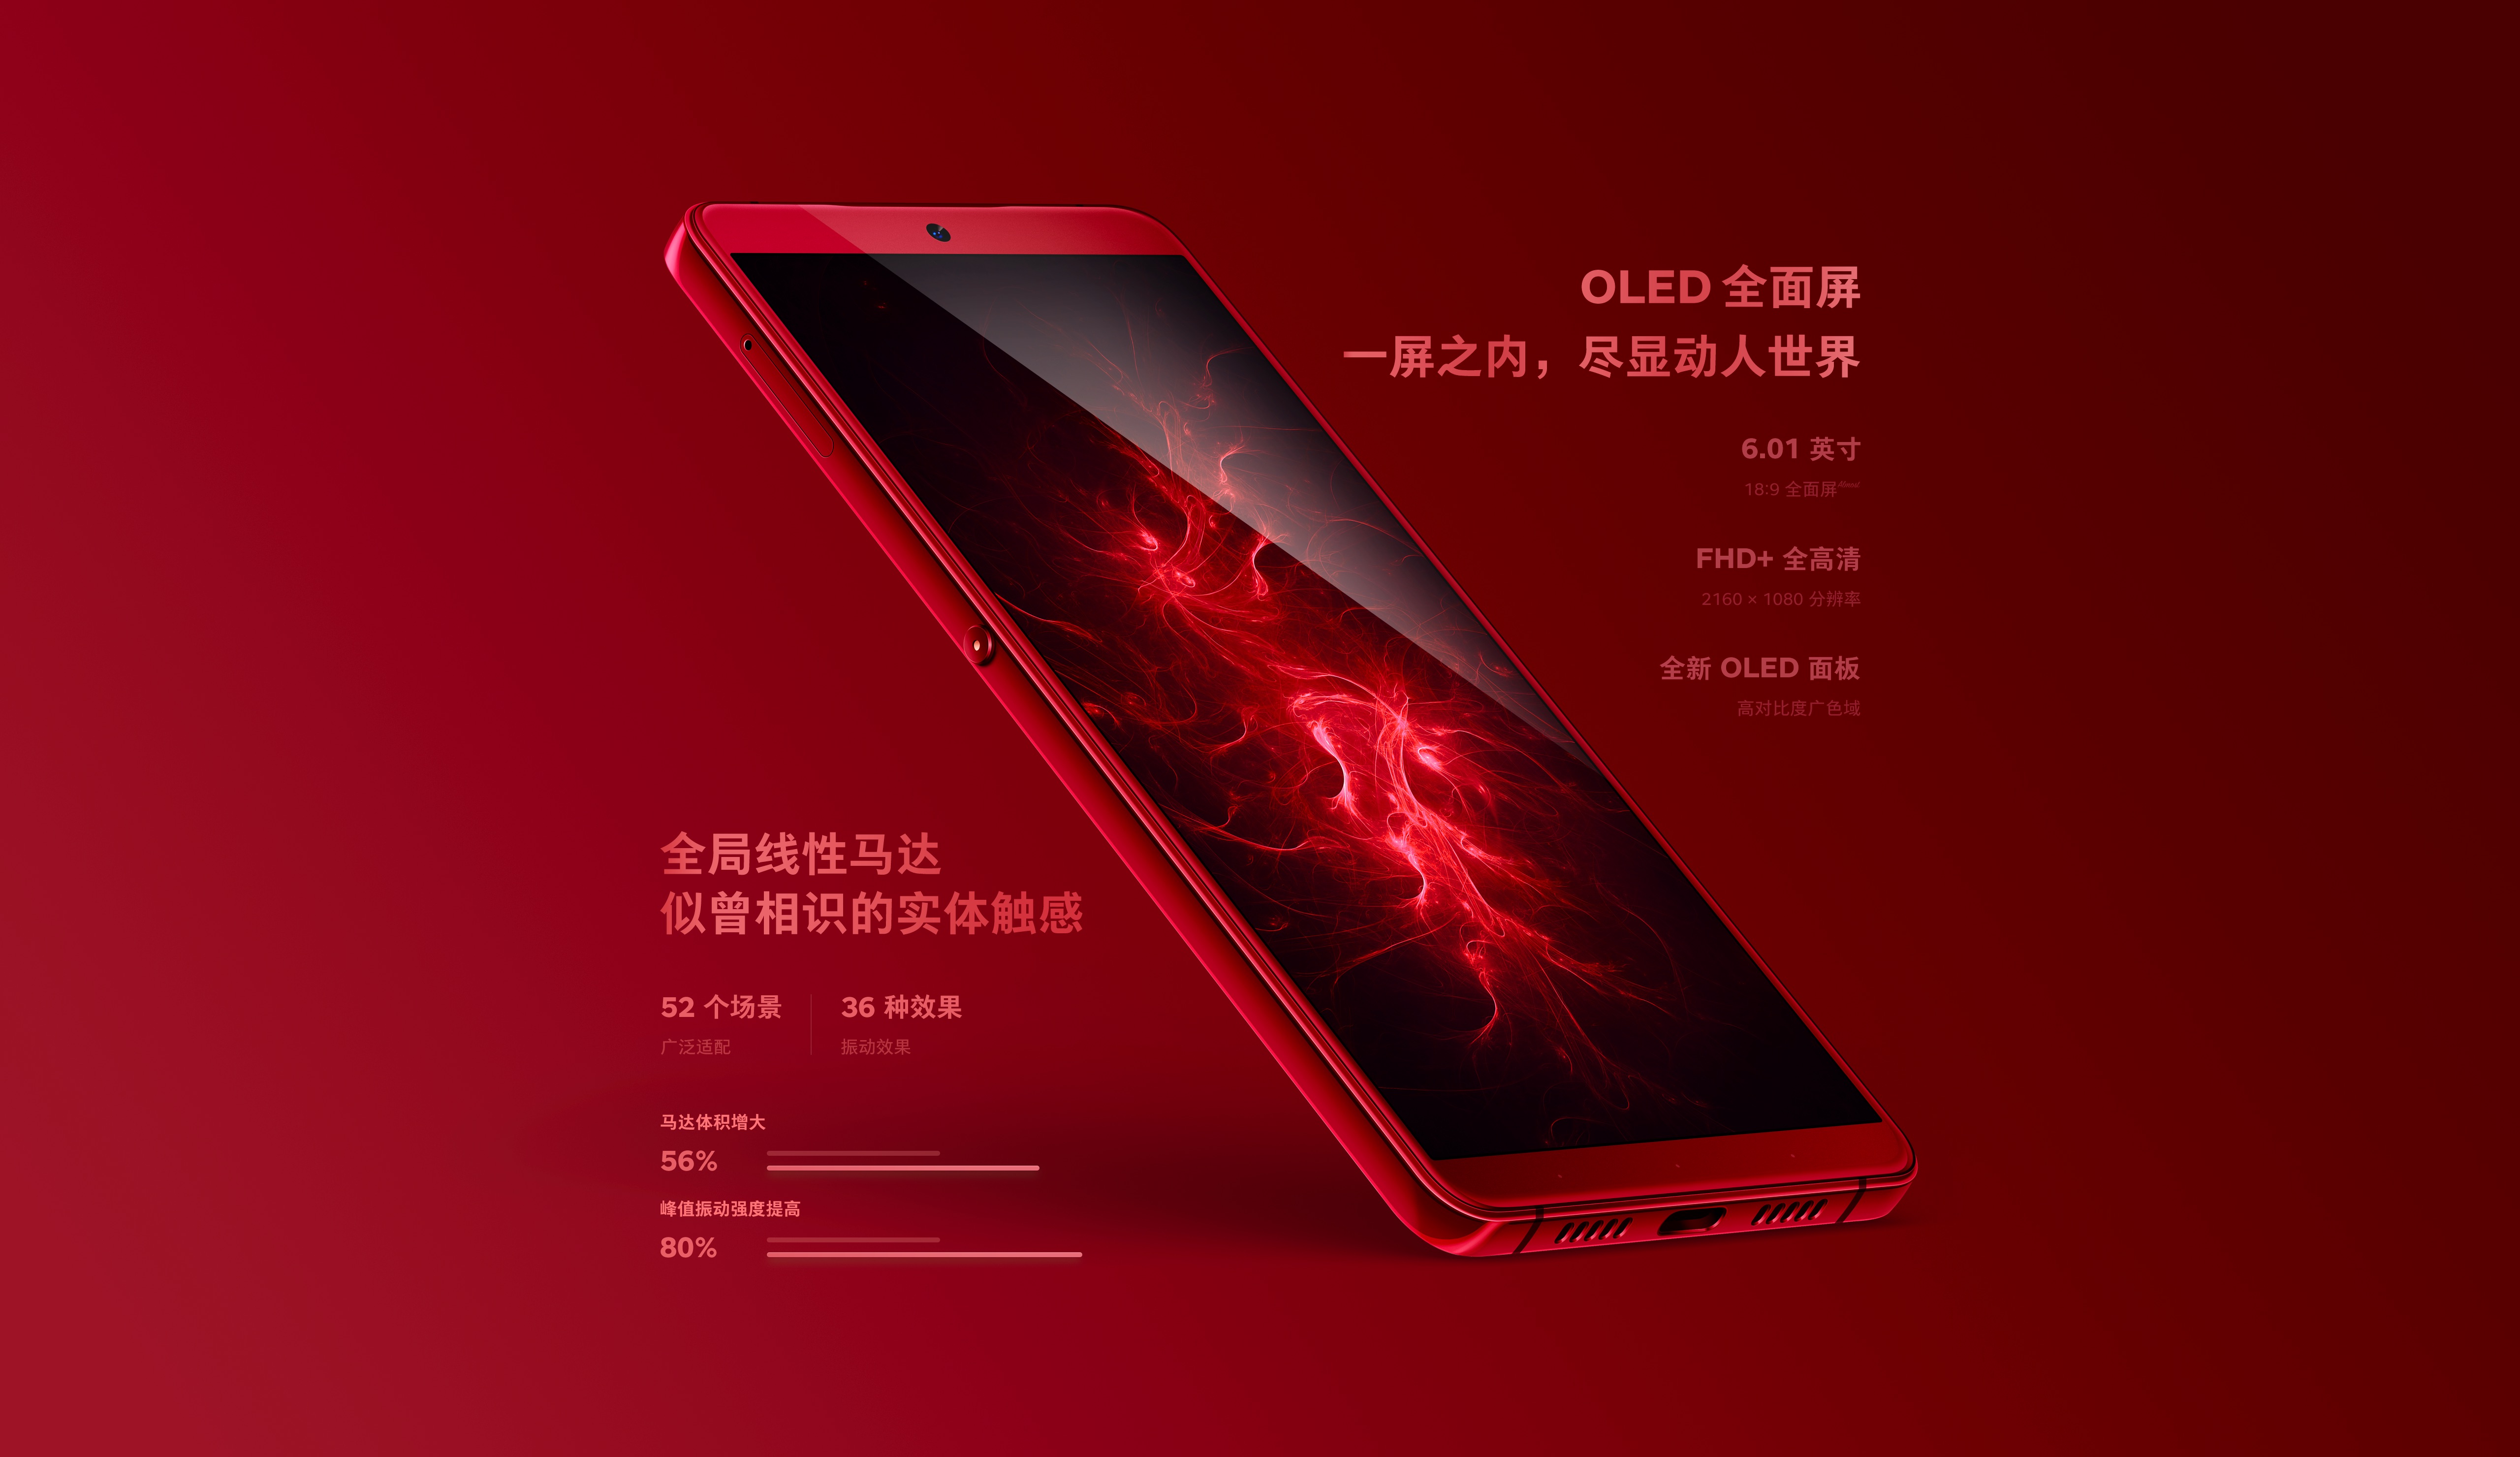 OLED 全面屏
一屏之内，尽显动人世界
6.01 英寸
18:9 全面屏
FHD+ 全高清
2160 × 1080 分辨率
全新 OLED 面板
高对比度广色域
全局线性马达
似曾相识的实体触感
52 个场景
广泛适配
36 种效果
振动效果
马达体积增大
56%
峰值振动强度提高
80%